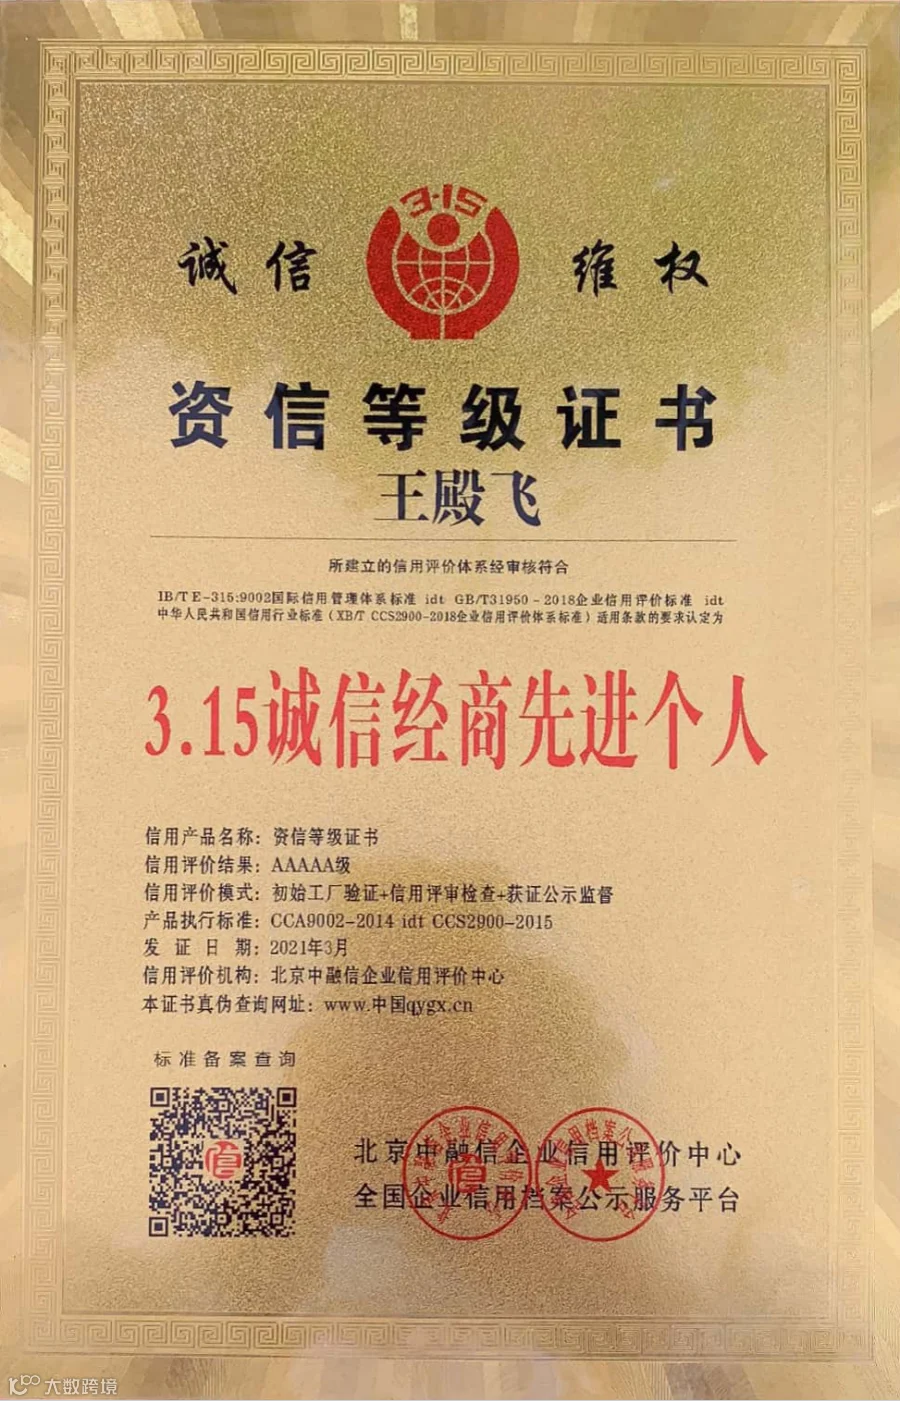 3·15
诚信 维权
资信等级证书
王殿飞
所建立的信用评价体系经审核符合
IB/TE-315:9002国际信用管理体系标准 idt GB/T31950-2018企业信用评价标准 idt
中华人民共和国信用行业标准（XB/T CCS2900-2018企业信用评价体系标准）适用条款的要求认定为
3.15诚信经商先进个人
信用产品名称：资信等级证书
信用评价结果：AAAAA级
信用评价模式：初始工厂验证+信用评审检查+获证公示监督
产品执行标准：CCA9002-2014 idt CCS2900-2015
发证日期：2021年3月
信用评价机构：北京中融信企业信用评价中心
本证书真伪查询网址：www.中国qygx.cn
标准备案查询
北京中融信企业信用评价中心
全国企业信用档案公示服务平台
大数跨境